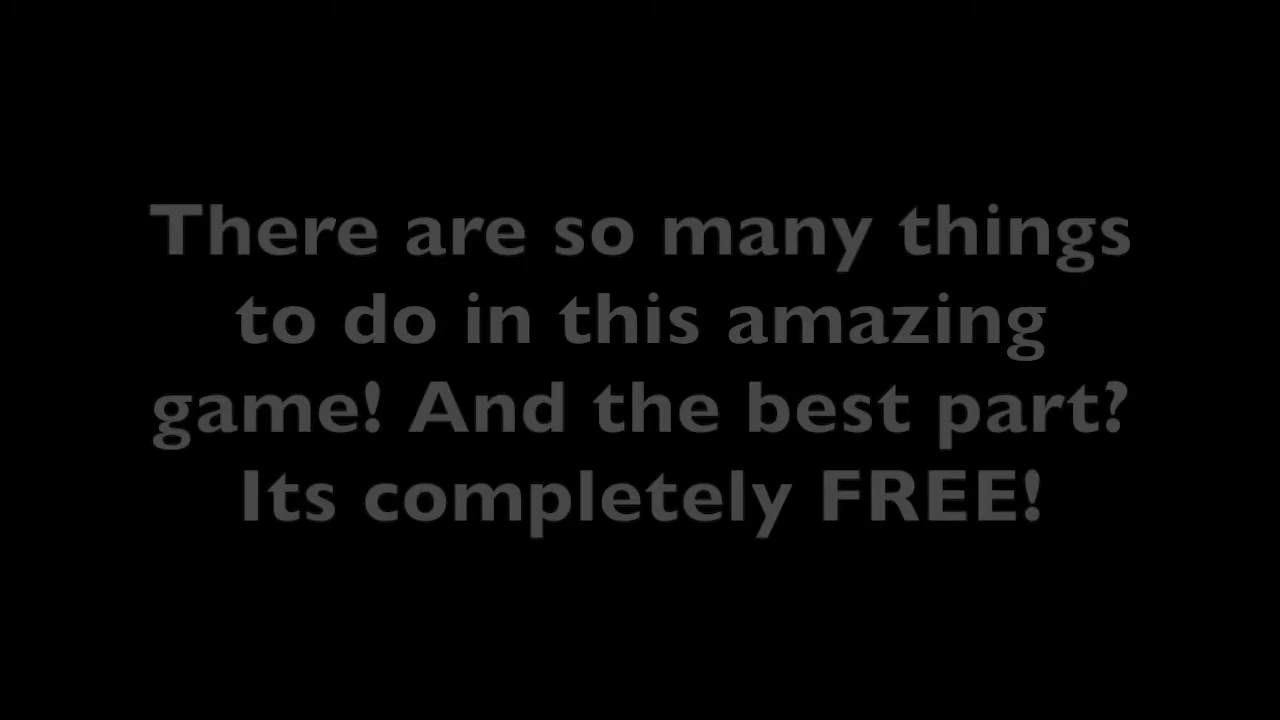 There are so many things
to do in this amazing
game! And the best part?
Its completely FREE!